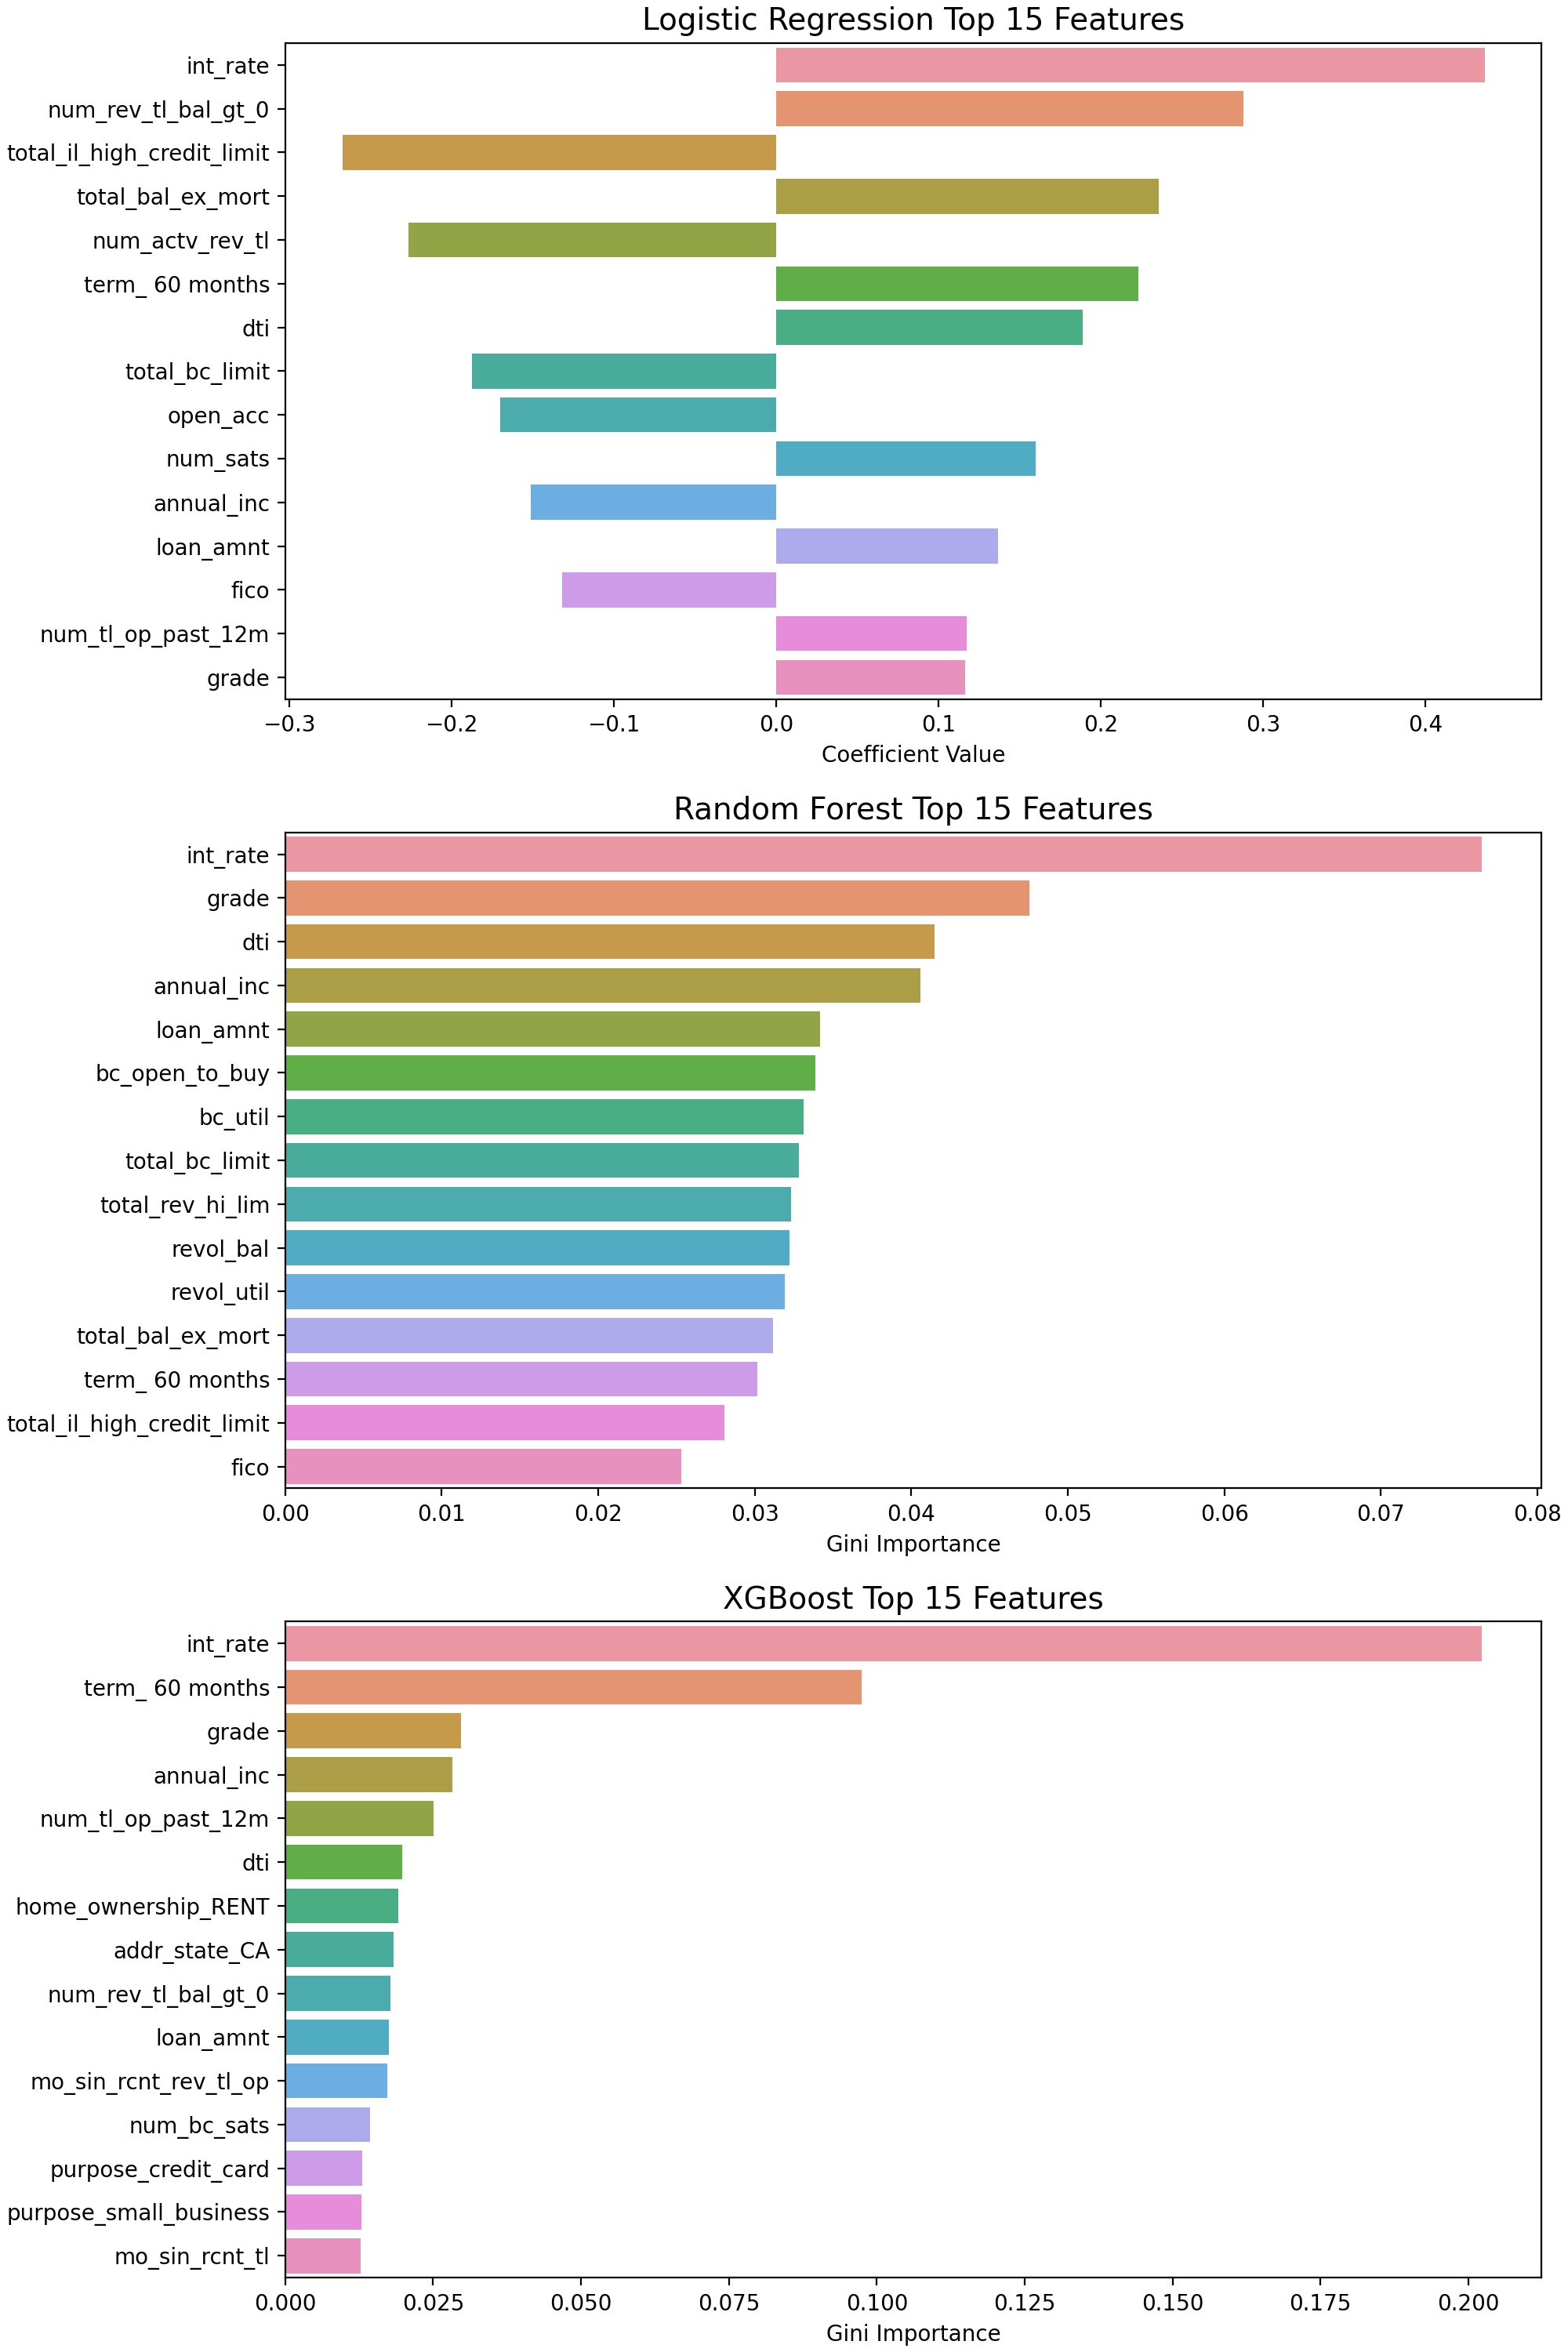 Logistic Regression Top 15 Features
int_rate
num_rev_tl_bal_gt_0
total_il_high_credit_limit
total_bal_ex_mort
num_actv_rev_tl
term_ 60 months
dti
total_bc_limit
open_acc
num_sats
annual_inc
loan_amnt
fico
num_tl_op_past_12m
grade
−0.3 −0.2 −0.1 0.0 0.1 0.2 0.3 0.4
Coefficient Value
Random Forest Top 15 Features
int_rate
grade
dti
annual_inc
loan_amnt
bc_open_to_buy
bc_util
total_bc_limit
total_rev_hi_lim
revol_bal
revol_util
total_bal_ex_mort
term_ 60 months
total_il_high_credit_limit
fico
0.00 0.01 0.02 0.03 0.04 0.05 0.06 0.07 0.08
Gini Importance
XGBoost Top 15 Features
int_rate
term_ 60 months
grade
annual_inc
num_tl_op_past_12m
dti
home_ownership_RENT
addr_state_CA
num_rev_tl_bal_gt_0
loan_amnt
mo_sin_rcnt_rev_tl_op
num_bc_sats
purpose_credit_card
purpose_small_business
mo_sin_rcnt_tl
0.000 0.025 0.050 0.075 0.100 0.125 0.150 0.175 0.200
Gini Importance